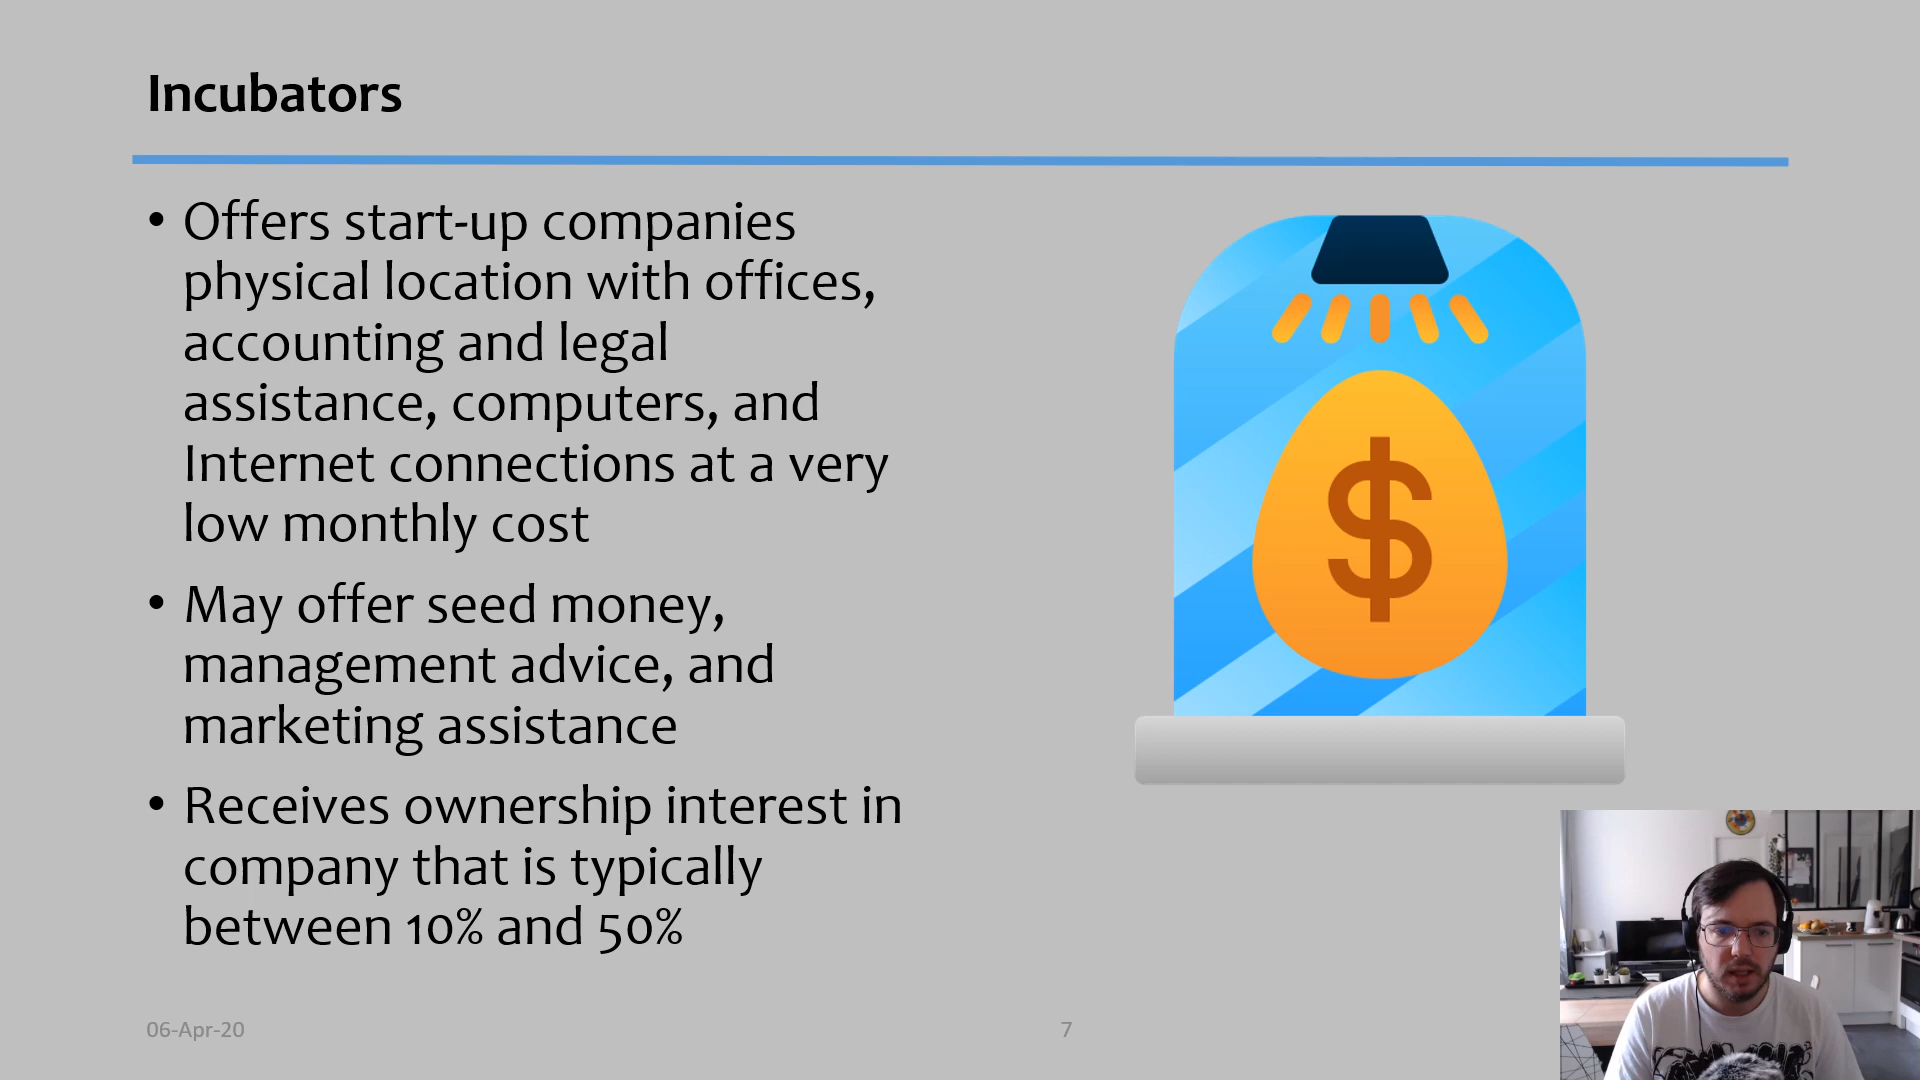 Incubators
• Offers start-up companies
physical location with offices,
accounting and legal
assistance, computers, and
Internet connections at a very
low monthly cost
• May offer seed money,
management advice, and
marketing assistance
• Receives ownership interest in
company that is typically
between 10% and 50%
$
06-Apr-20
7